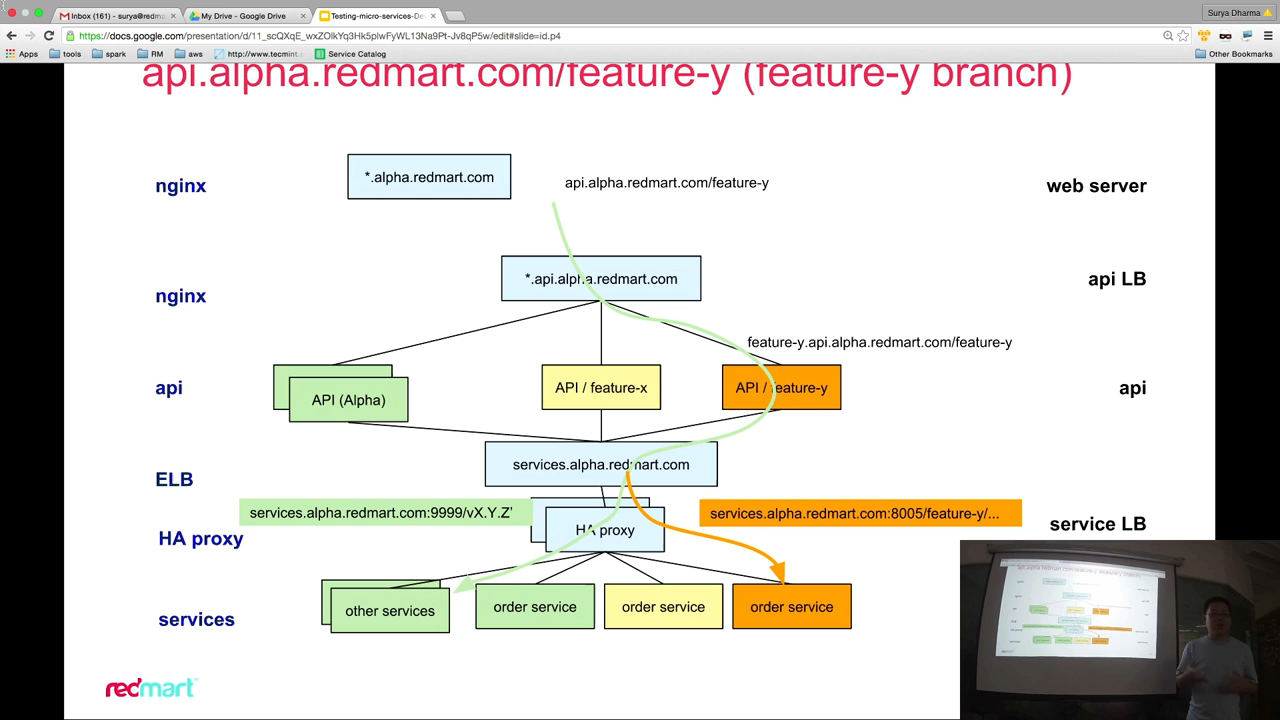 Inbox (161) - surya@redma
My Drive - Google Drive
Testing-micro-services-De
Surya Dharma
https://docs.google.com/presentation/d/11_scQXqE_wxZOlkYq3Hk5plwFyWL13Na9Pt-Jv8qP5w/edit#slide=id.p4
Apps
tools
spark
RM
aws
http://www.tecmint.c
Service Catalog
Other Bookmarks
api.alpha.redmart.com/feature-y (feature-y branch)
nginx
*.alpha.redmart.com
api.alpha.redmart.com/feature-y
web server
nginx
*.api.alpha.redmart.com
api LB
feature-y.api.alpha.redmart.com/feature-y
api
API (Alpha)
API / feature-x
API / feature-y
api
ELB
services.alpha.redmart.com
services.alpha.redmart.com:9999/vX.Y.Z'
services.alpha.redmart.com:8005/feature-y/...
HA proxy
HA proxy
service LB
services
other services
order service
order service
order service
redmart